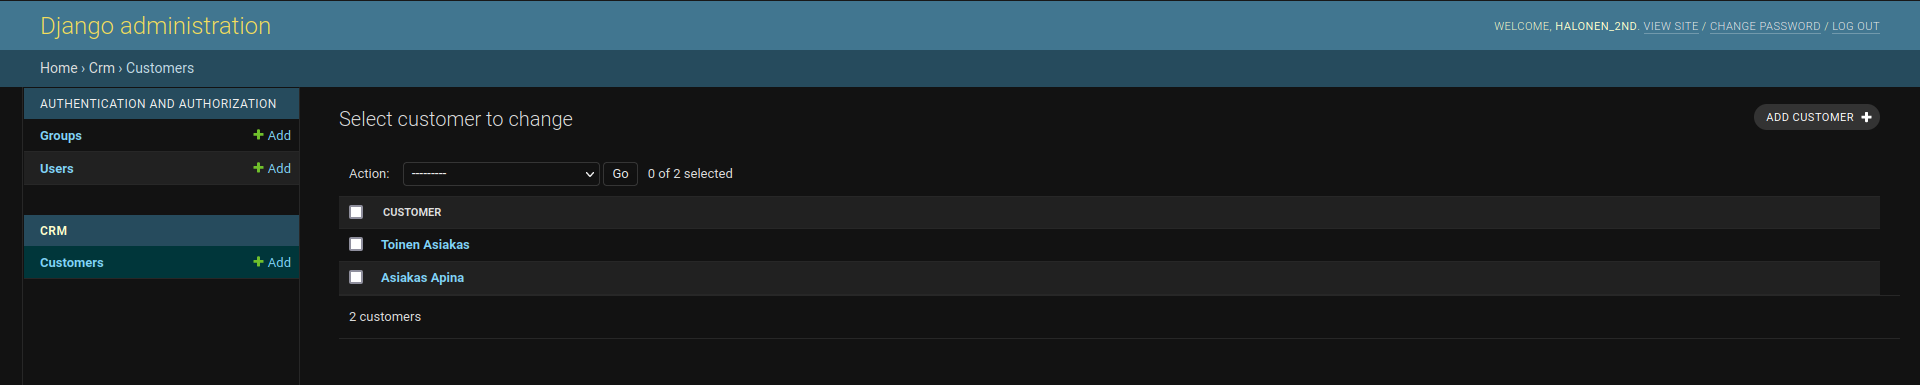 Django administration
WELCOME, HALONEN_2ND. VIEW SITE / CHANGE PASSWORD / LOG OUT
Home › Crm › Customers
AUTHENTICATION AND AUTHORIZATION
Groups + Add
Users + Add
CRM
Customers + Add
Select customer to change
ADD CUSTOMER +
Action: --------- Go 0 of 2 selected
CUSTOMER
Toinen Asiakas
Asiakas Apina
2 customers